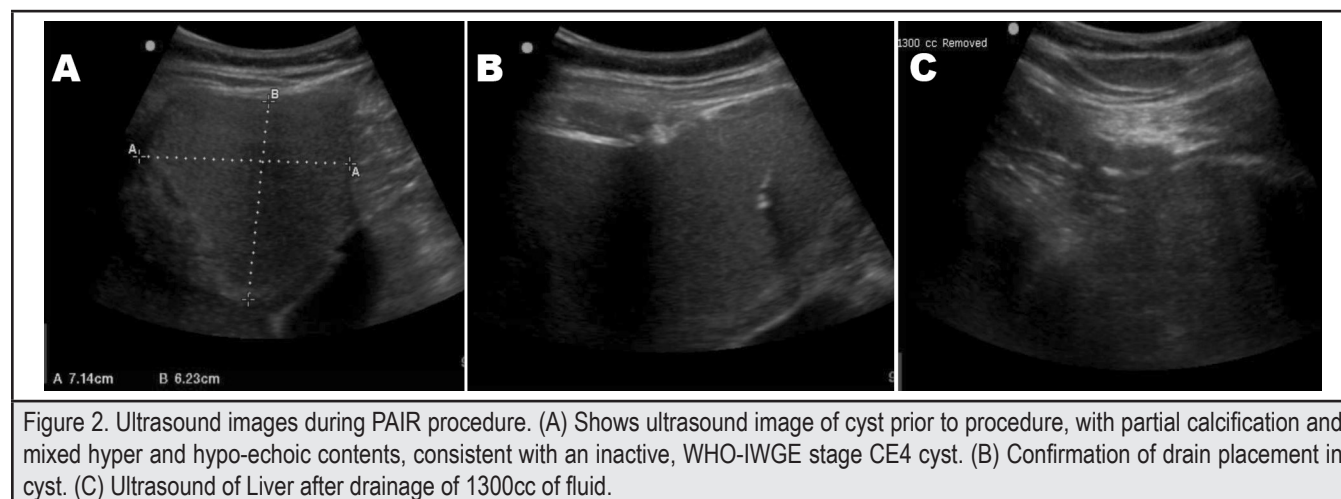 A
B
A
A
A 7.14cm B 6.23cm
B
C
1300 cc Removed
Figure 2. Ultrasound images during PAIR procedure. (A) Shows ultrasound image of cyst prior to procedure, with partial calcification and
mixed hyper and hypo-echoic contents, consistent with an inactive, WHO-IWGE stage CE4 cyst. (B) Confirmation of drain placement in
cyst. (C) Ultrasound of Liver after drainage of 1300cc of fluid.